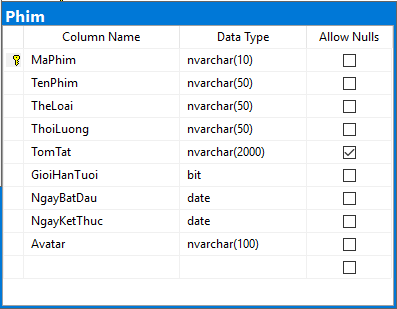 Phim
Column Name Data Type Allow Nulls
MaPhim nvarchar(10)
TenPhim nvarchar(50)
TheLoai nvarchar(50)
ThoiLuong nvarchar(50)
TomTat nvarchar(2000)
GioiHanTuoi bit
NgayBatDau date
NgayKetThuc date
Avatar nvarchar(100)